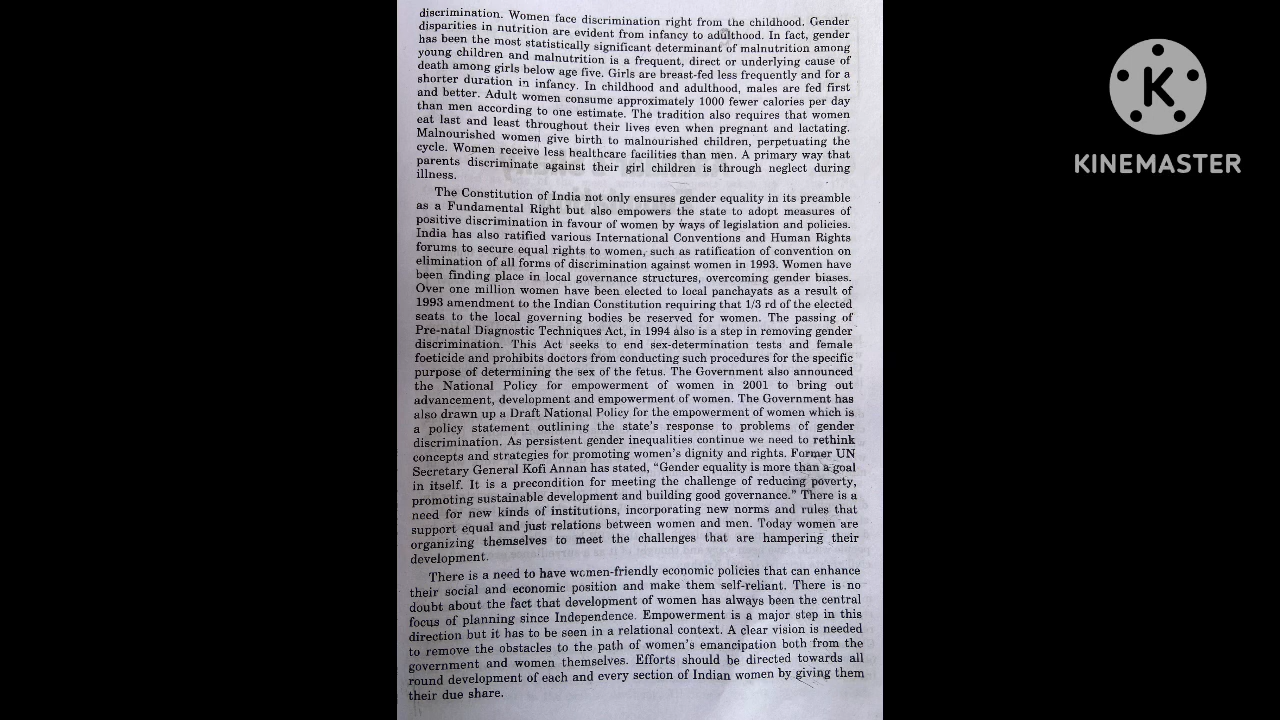 discrimination. Women face discrimination right from the childhood. Gender
disparities in nutrition are evident from infancy to adulthood. In fact, gender
has been the most statistically significant determinant of malnutrition among
young children and malnutrition is a frequent, direct or underlying cause of
death among girls below age five. Girls are breast-fed less frequently and for a
shorter duration in infancy. In childhood and adulthood, males are fed first
and better. Adult women consume approximately 1000 fewer calories per day
than men according to one estimate. The tradition also requires that women
eat last and least throughout their lives even when pregnant and lactating.
Malnourished women give birth to malnourished children, perpetuating the
cycle. Women receive less healthcare facilities than men. A primary way that
parents discriminate against their girl children is through neglect during
illness.
The Constitution of India not only ensures gender equality in its preamble
as a Fundamental Right but also empowers the state to adopt measures of
positive discrimination in favour of women by ways of legislation and policies.
India has also ratified various International Conventions and Human Rights
forums to secure equal rights to women, such as ratification of convention on
elimination of all forms of discrimination against women in 1993. Women have
been finding place in local governance structures, overcoming gender biases.
Over one million women have been elected to local panchayats as a result of
1993 amendment to the Indian Constitution requiring that 1/3 rd of the elected
seats to the local governing bodies be reserved for women. The passing of
Pre-natal Diagnostic Techniques Act, in 1994 also is a step in removing gender
discrimination. This Act seeks to end sex-determination tests and female
foeticide and prohibits doctors from conducting such procedures for the specific
purpose of determining the sex of the fetus. The Government also announced
the National Policy for empowerment of women in 2001 to bring out
advancement, development and empowerment of women. The Government has
also drawn up a Draft National Policy for the empowerment of women which is
a policy statement outlining the state's response to problems of gender
discrimination. As persistent gender inequalities continue we need to rethink
concepts and strategies for promoting women's dignity and rights. Former UN
Secretary General Kofi Annan has stated, "Gender equality is more than a goal
in itself. It is a precondition for meeting the challenge of reducing poverty,
promoting sustainable development and building good governance." There is a
need for new kinds of institutions, incorporating new norms and rules that
support equal and just relations between women and men. Today women are
organizing themselves to meet the challenges that are hampering their
development.
There is a need to have women-friendly economic policies that can enhance
their social and economic position and make them self-reliant. There is no
doubt about the fact that development of women has always been the central
focus of planning since Independence. Empowerment is a major step in this
direction but it has to be seen in a relational context. A clear vision is needed
to remove the obstacles to the path of women's emancipation both from the
government and women themselves. Efforts should be directed towards all
round development of each and every section of Indian women by giving them
their due share.
K
KINEMASTER